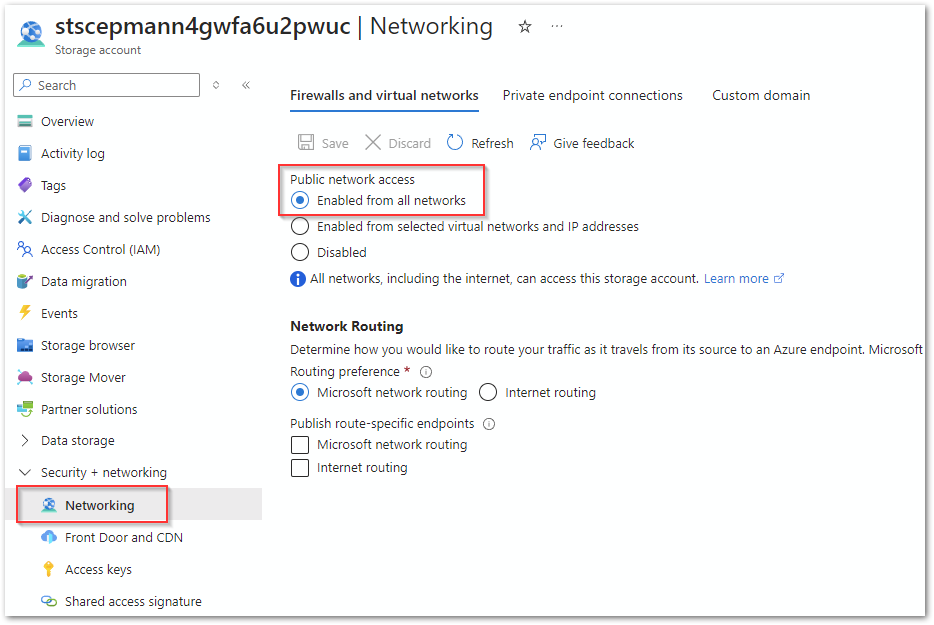 stscepmann4gwfa6u2pwuc | Networking
Storage account
Search
Overview
Activity log
Tags
Diagnose and solve problems
Access Control (IAM)
Data migration
Events
Storage browser
Storage Mover
Partner solutions
Data storage
Security + networking
Networking
Front Door and CDN
Access keys
Shared access signature
Firewalls and virtual networks Private endpoint connections Custom domain
Save Discard Refresh Give feedback
Public network access
Enabled from all networks
Enabled from selected virtual networks and IP addresses
Disabled
All networks, including the internet, can access this storage account. Learn more
Network Routing
Determine how you would like to route your traffic as it travels from its source to an Azure endpoint. Microsoft
Routing preference *
Microsoft network routing Internet routing
Publish route-specific endpoints
Microsoft network routing
Internet routing